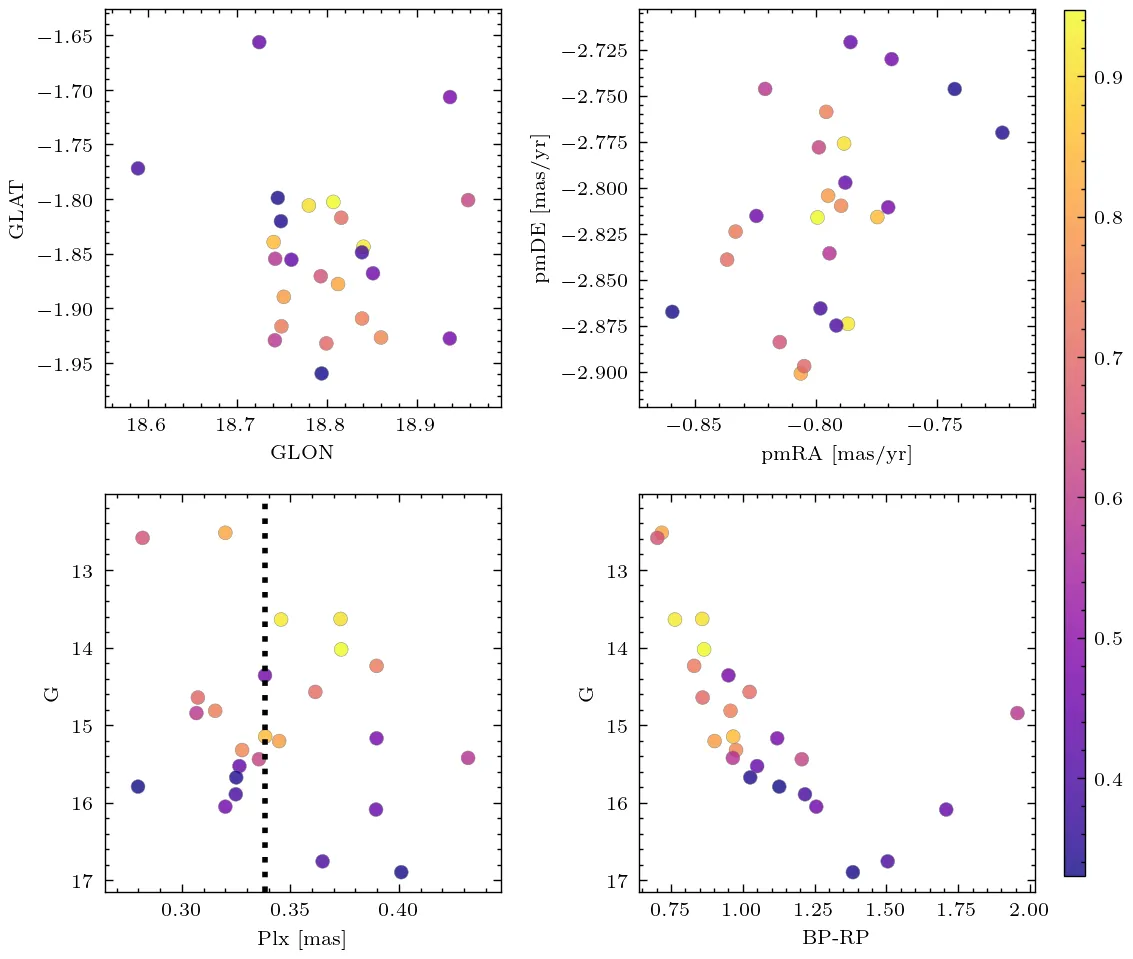 −1.65
−1.70
−1.75
−1.80
−1.85
−1.90
−1.95
GLAT
18.6 18.7 18.8 18.9
GLON
−2.725
−2.750
−2.775
−2.800
−2.825
−2.850
−2.875
−2.900
pmDE [mas/yr]
−0.85 −0.80 −0.75
pmRA [mas/yr]
0.9
0.8
0.7
0.6
0.5
0.4
13
14
15
16
17
G
0.30 0.35 0.40
Plx [mas]
13
14
15
16
17
G
0.75 1.00 1.25 1.50 1.75 2.00
BP-RP